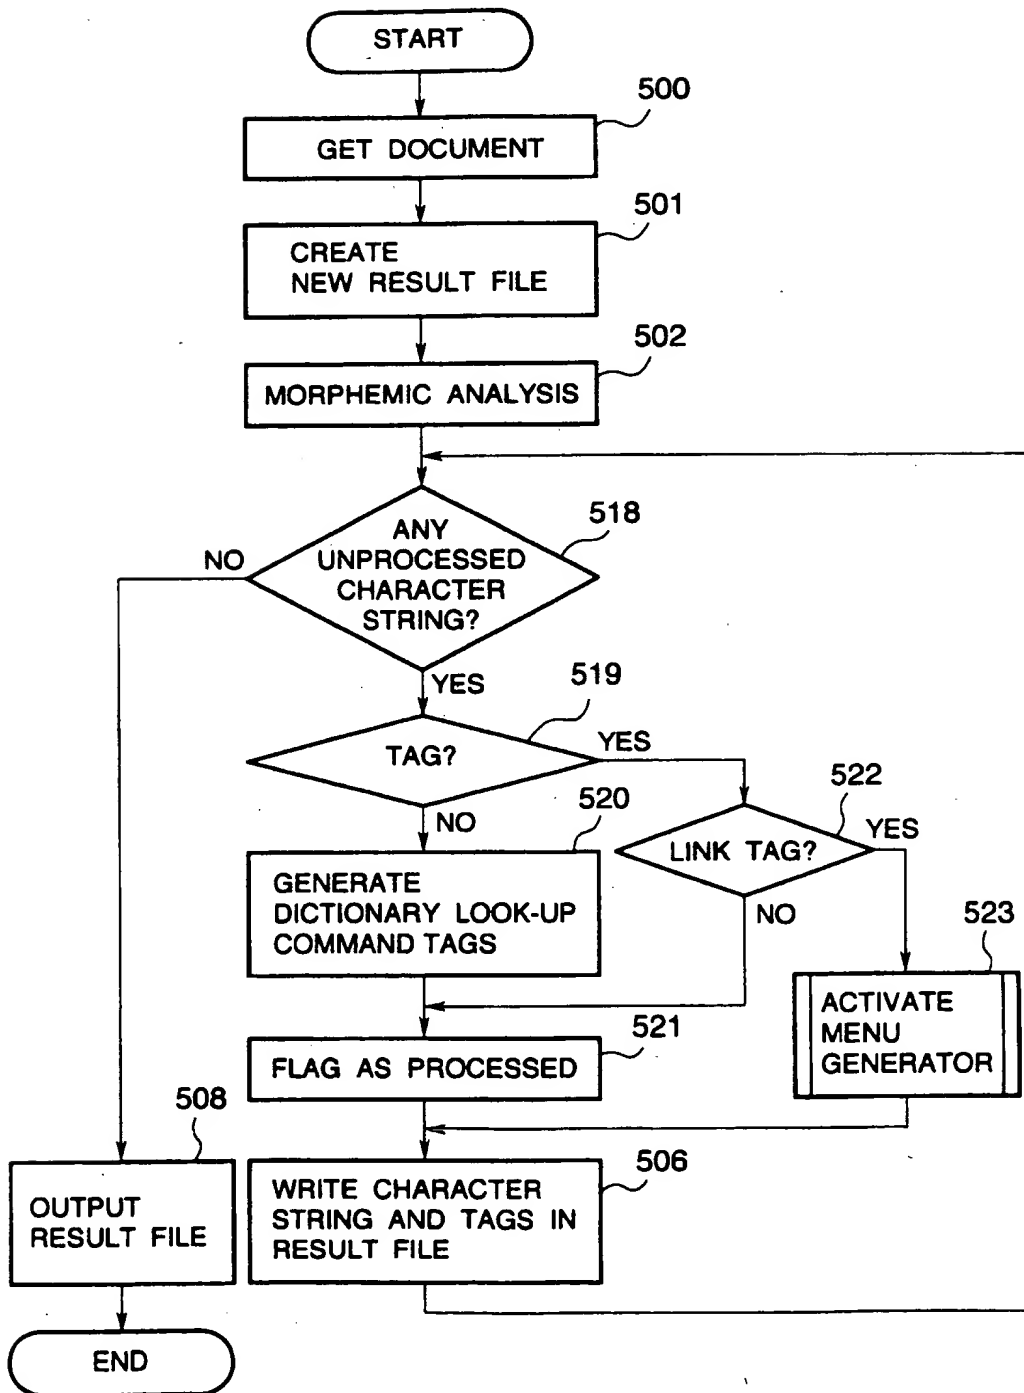 START
500
GET DOCUMENT
501
CREATE
NEW RESULT FILE
502
MORPHEMIC ANALYSIS
518
ANY
UNPROCESSED
CHARACTER
STRING?
NO
YES
519
TAG?
YES
522
NO
520
LINK TAG?
YES
GENERATE
DICTIONARY LOOK-UP
COMMAND TAGS
NO
523
ACTIVATE
MENU
GENERATOR
521
FLAG AS PROCESSED
508
OUTPUT
RESULT FILE
506
WRITE CHARACTER
STRING AND TAGS IN
RESULT FILE
END